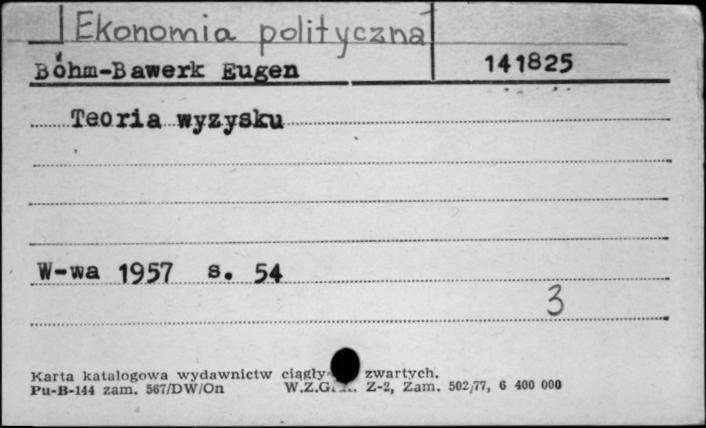 Ekonomia polityczna
Böhm-Bawerk Eugen 141825
Teoria wyzysku
W-wa 1957 s. 54
3
Karta katalogowa wydawnictw zwartych.
Pu-B-144 zam. 567/DW/On Z-2, Zam. 502/77, 6 400 000